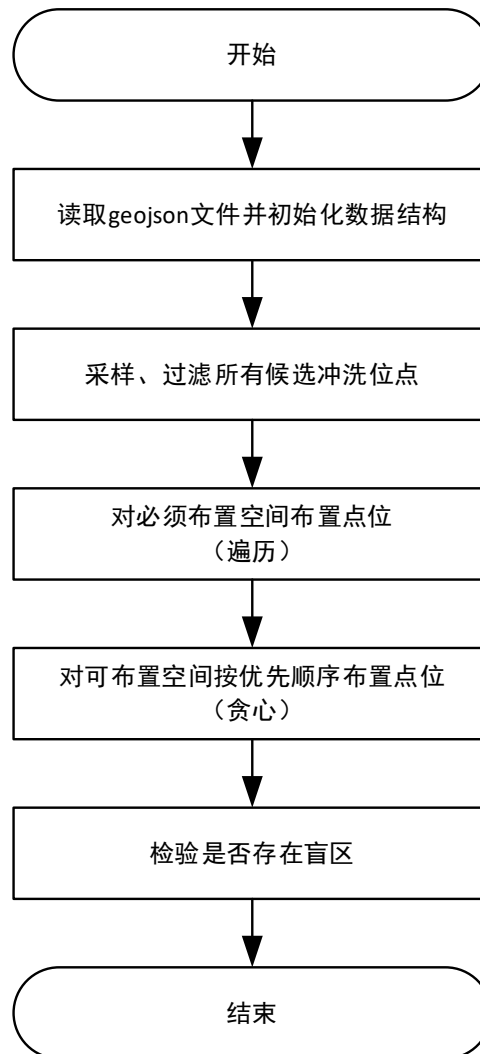 开始
读取geojson文件并初始化数据结构
采样、过滤所有候选冲洗位点
对必须布置空间布置点位
（遍历）
对可布置空间按优先顺序布置点位
（贪心）
检验是否存在盲区
结束